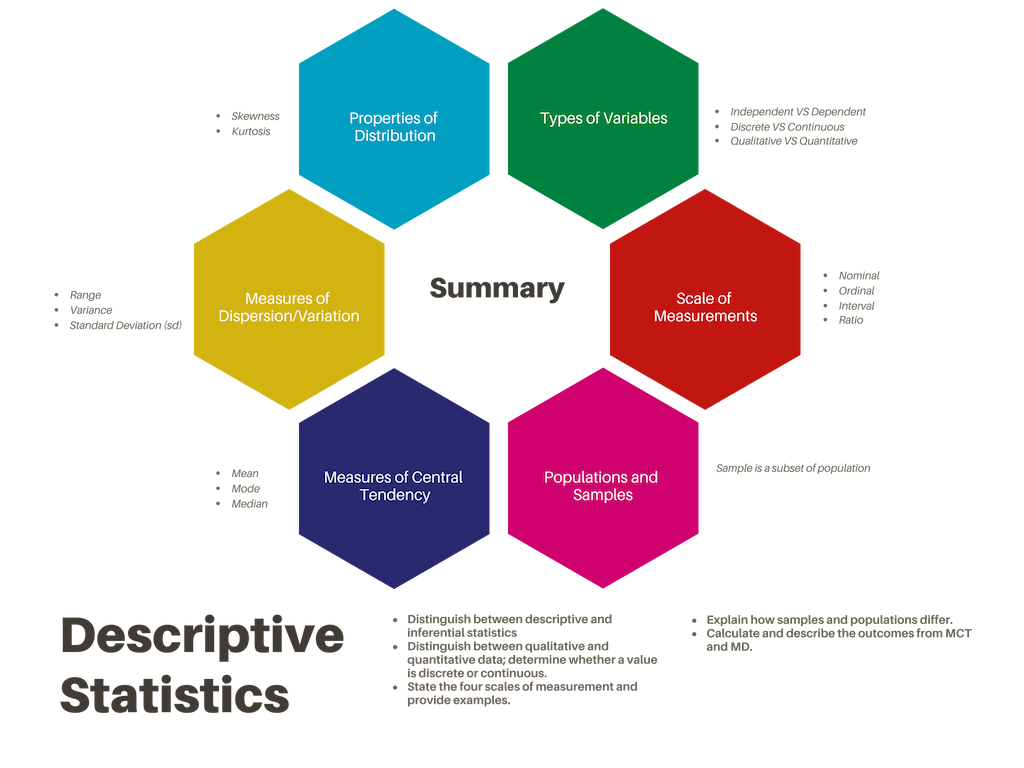 Properties of
Distribution
• Skewness
• Kurtosis
Types of Variables
• Independent VS Dependent
• Discrete VS Continuous
• Qualitative VS Quantitative
Measures of
Dispersion/Variation
• Range
• Variance
• Standard Deviation (sd)
Summary
Scale of
Measurements
• Nominal
• Ordinal
• Interval
• Ratio
Measures of Central
Tendency
• Mean
• Mode
• Median
Populations and
Samples
Sample is a subset of population
Descriptive
Statistics
• Distinguish between descriptive and
inferential statistics
• Distinguish between qualitative and
quantitative data; determine whether a value
is discrete or continuous.
• State the four scales of measurement and
provide examples.
• Explain how samples and populations differ.
• Calculate and describe the outcomes from MCT
and MD.